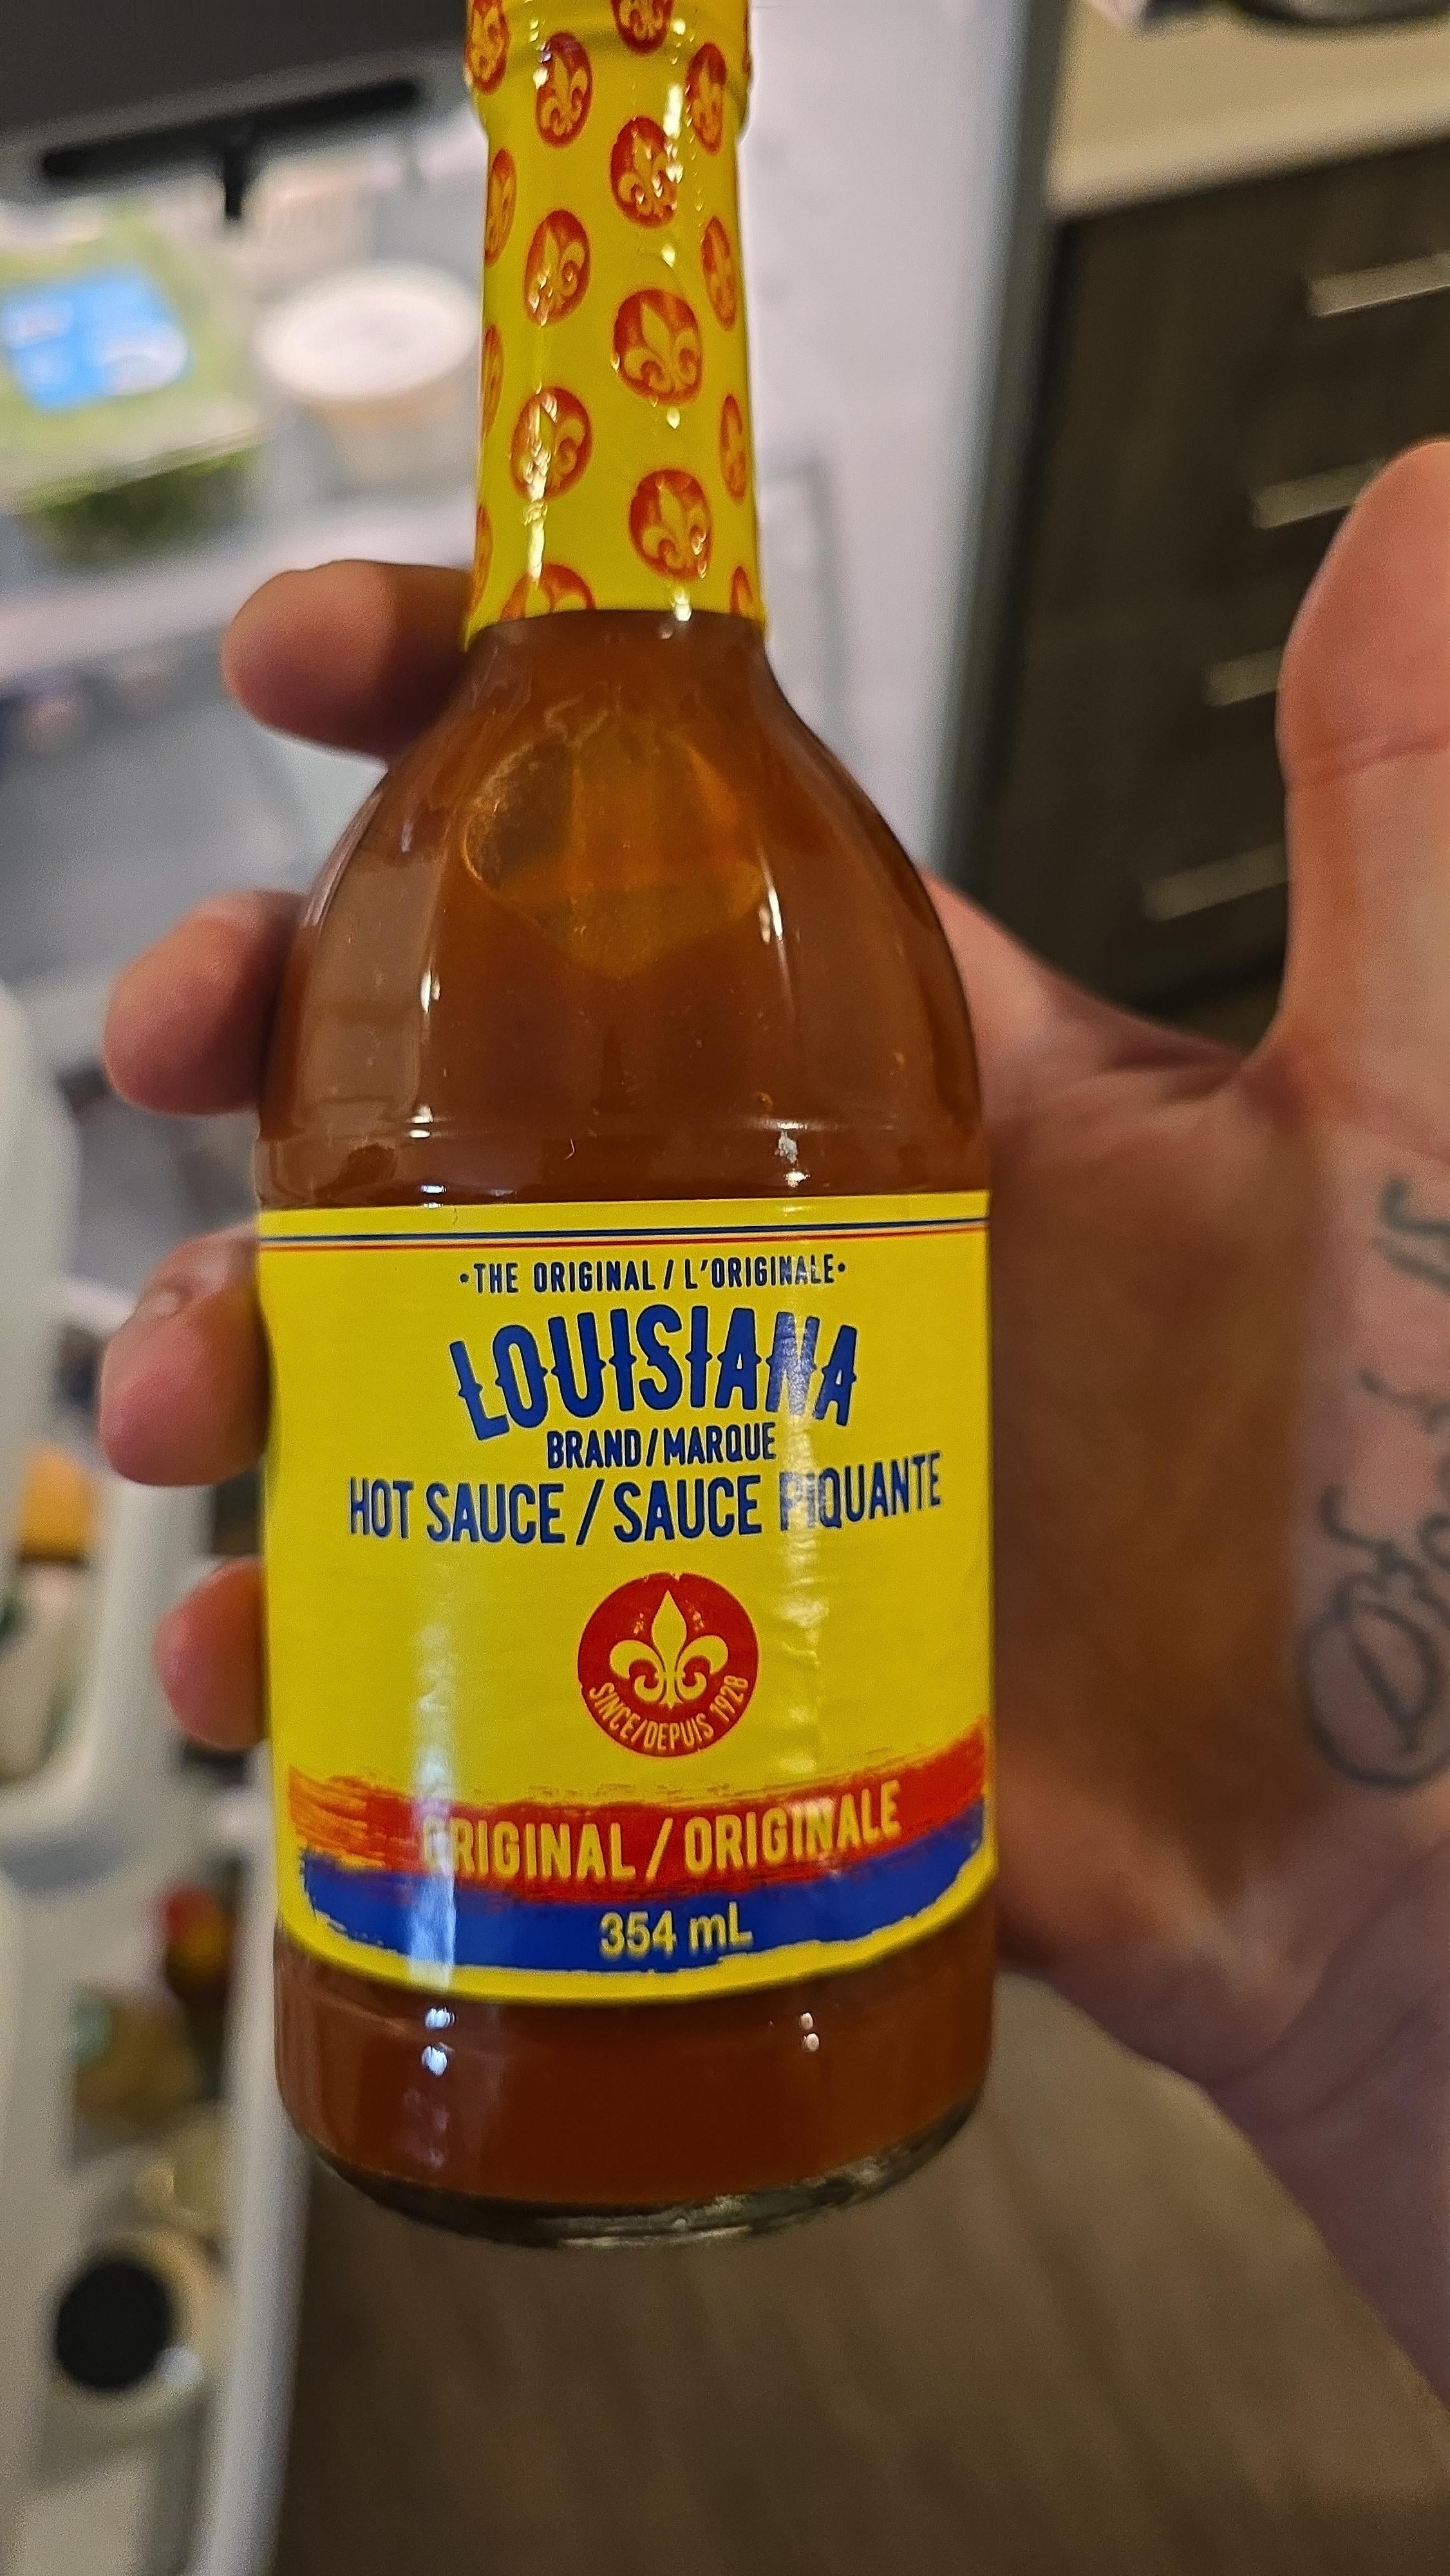 •THE ORIGINAL / L'ORIGINALE•
LOUISIANA
BRAND/MARQUE
HOT SAUCE / SAUCE PIQUANTE
SINCE/DEPUIS 1928
ORIGINAL / ORIGINALE
354 mL